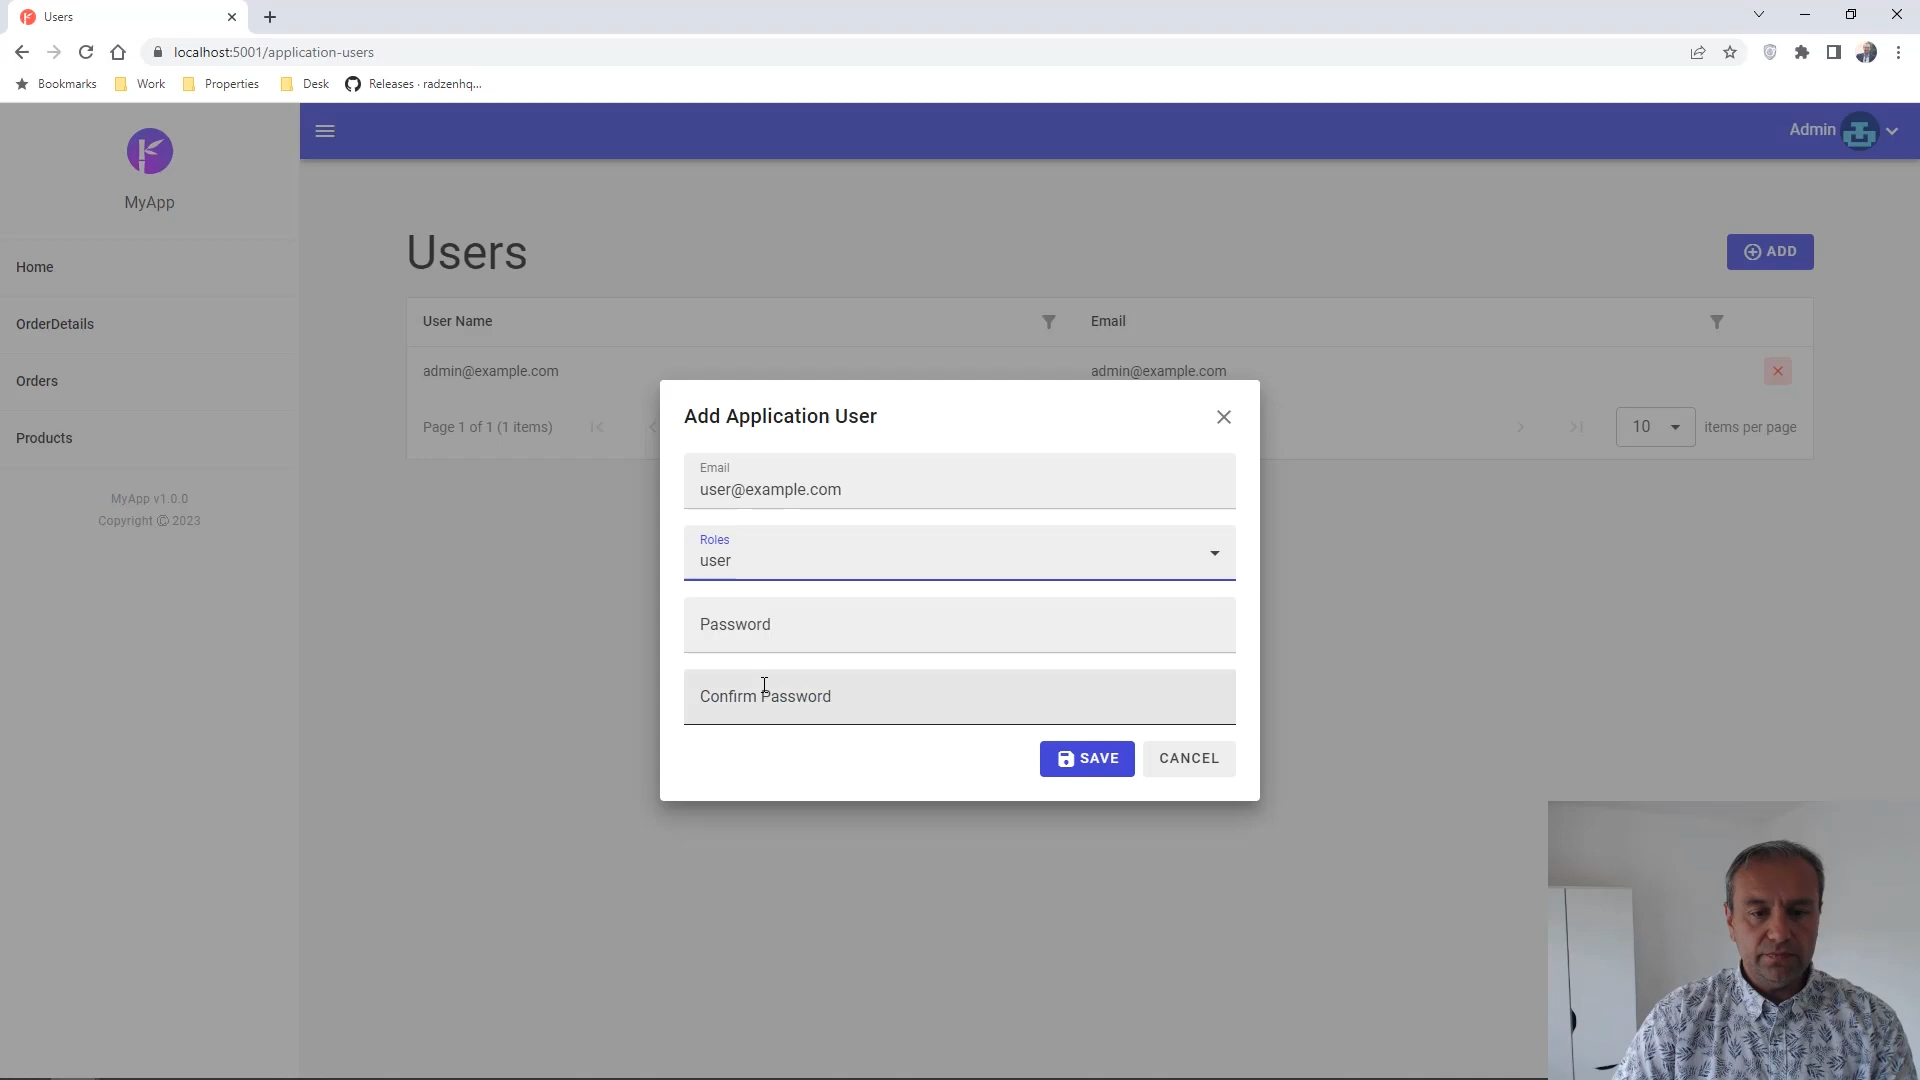 Users
localhost:5001/application-users
Bookmarks
Work
Properties
Desk
Releases · radzenhq...
MyApp
Admin
Home
OrderDetails
Orders
Products
MyApp v1.0.0
Copyright © 2023
Users
ADD
User Name
Email
admin@example.com
admin@example.com
Page 1 of 1 (1 items)
10
items per page
Add Application User
Email
user@example.com
Roles
user
Password
Confirm Password
SAVE
CANCEL